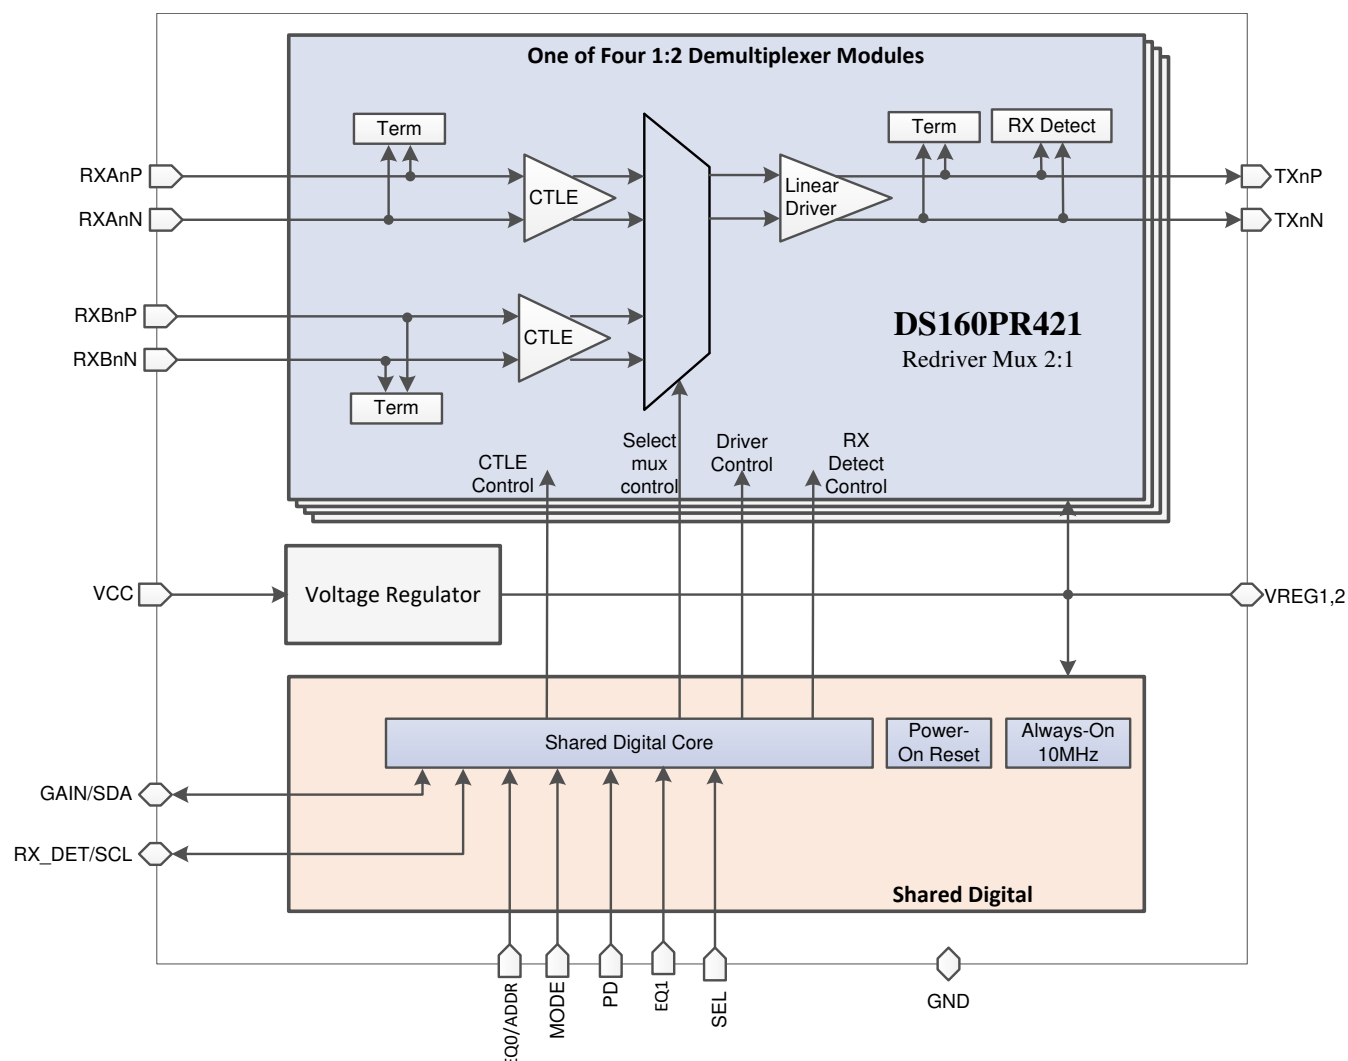 One of Four 1:2 Demultiplexer Modules
Term
Term
RX Detect
RXAnP
CTLE
Linear
Driver
TXnP
RXAnN
TXnN
RXBnP
CTLE
DS160PR421
RXBnN
Redriver Mux 2:1
Term
CTLE
Control
Select
mux
control
Driver
Control
RX
Detect
Control
VCC
Voltage Regulator
VREG1,2
Shared Digital Core
Power-
On Reset
Always-On
10MHz
GAIN/SDA
RX_DET/SCL
Shared Digital
EQ0/ADDR
MODE
PD
EQ1
SEL
GND